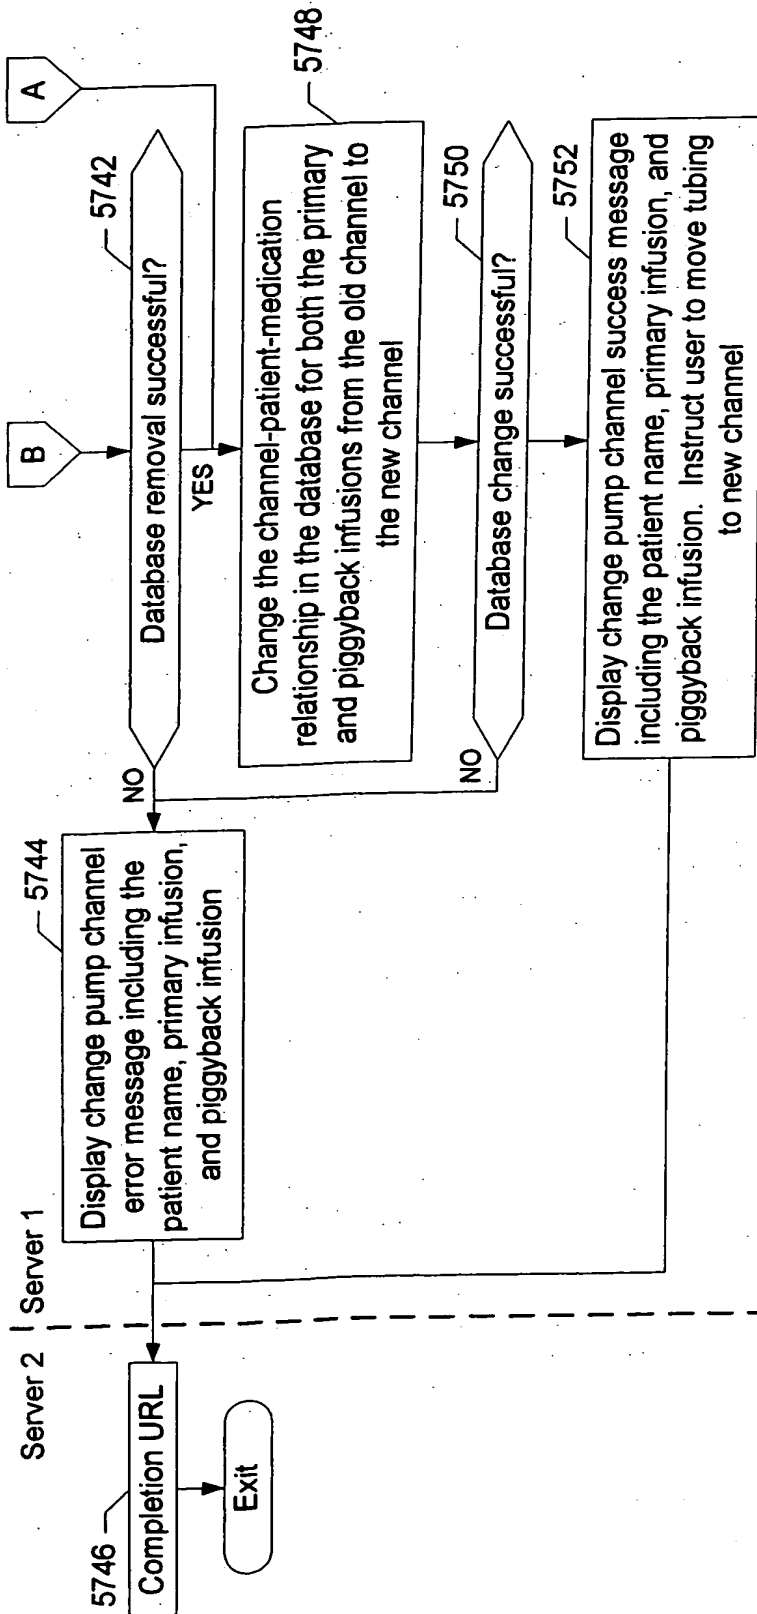 Server 2
Server 1
B
A
5742
Database removal successful?
YES
NO
5744
Display change pump channel
error message including the
patient name, primary infusion,
and piggyback infusion
5746
Completion URL
Exit
5748
Change the channel-patient-medication
relationship in the database for both the primary
and piggyback infusions from the old channel to
the new channel
5750
Database change successful?
NO
5752
Display change pump channel success message
including the patient name, primary infusion, and
piggyback infusion. Instruct user to move tubing
to new channel